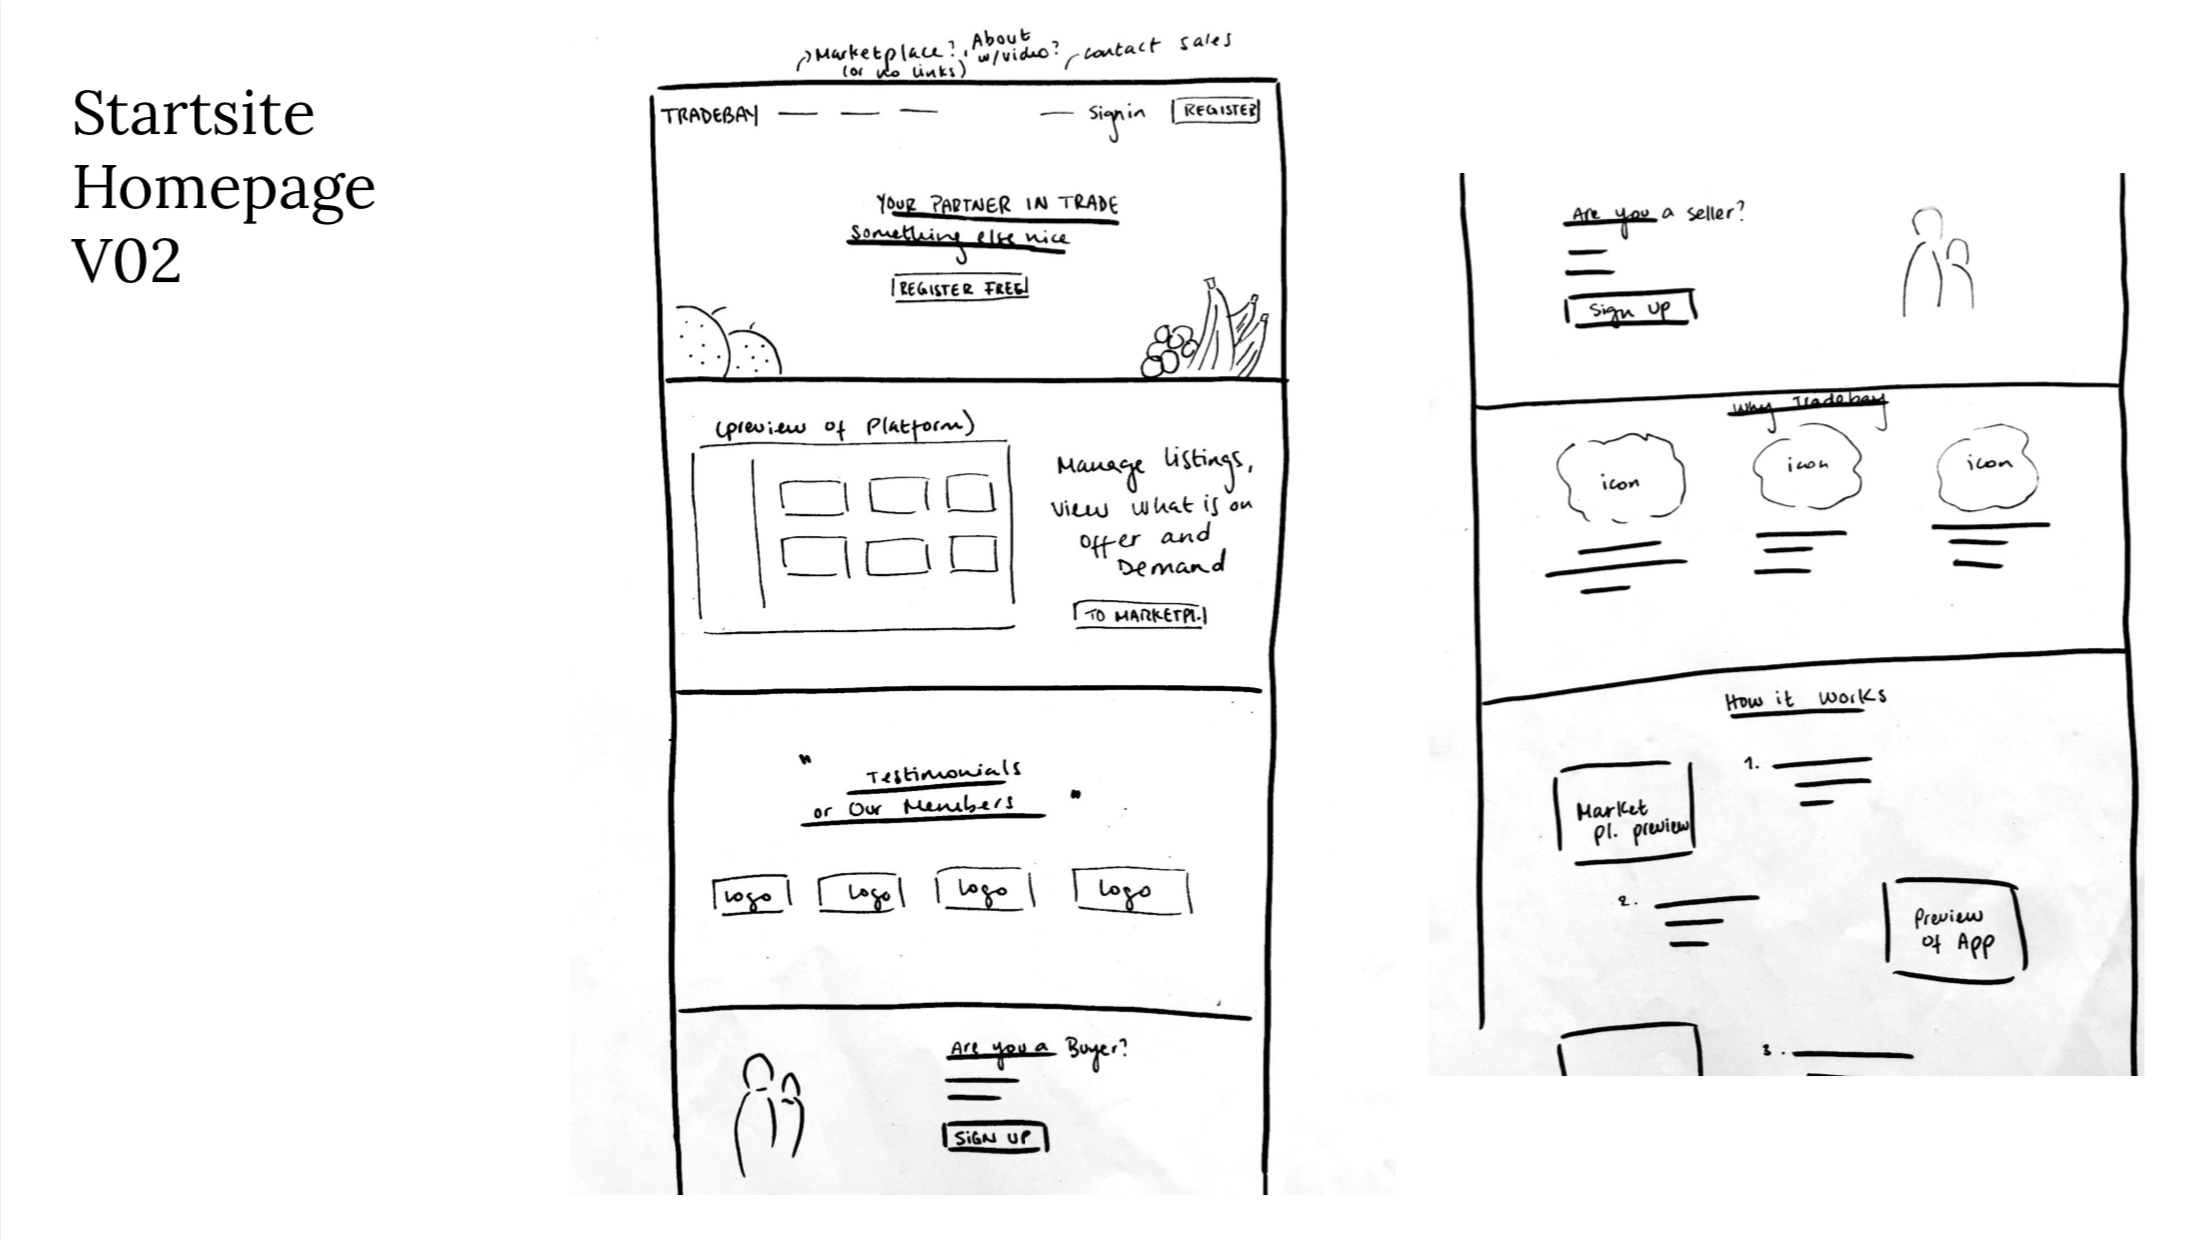 Startsite
Homepage
V02
Marketplace?, About
(or no links) w/video?
contact sales
TRADEBAY
Sign in
REGISTER
YOUR PARTNER IN TRADE
Something else nice
REGISTER FREE
(preview of Platform)
Manage listings,
view what is on
offer and
Demand
TO MARKETPL.
" Testimonials
or Our Members "
Logo Logo Logo Logo
Are you a Buyer?
SIGN UP
Are you a seller?
Sign up
Why Tradebay
icon icon icon
How it works
1.
Market
pl. preview
2.
Preview
of App
3.